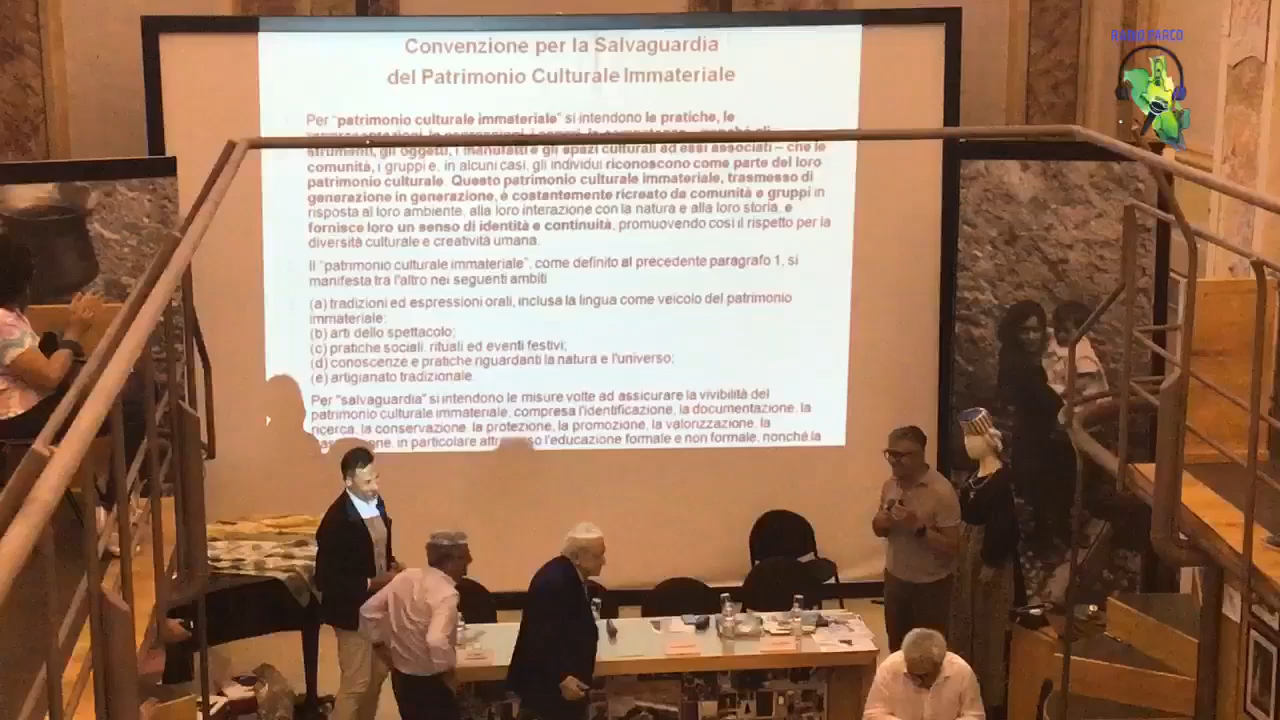 RADIO PARCO
Convenzione per la Salvaguardia
del Patrimonio Culturale Immateriale
Per "patrimonio culturale immateriale" si intendono le pratiche, le
strumenti, gli oggetti, i manufatti e gli spazi culturali ad essi associati – che le
comunità, i gruppi e, in alcuni casi, gli individui riconoscono come parte del loro
patrimonio culturale. Questo patrimonio culturale immateriale, trasmesso di
generazione in generazione, è costantemente ricreato da comunità e gruppi in
risposta al loro ambiente, alla loro interazione con la natura e alla loro storia, e
fornisce loro un senso di identità e continuità, promuovendo così il rispetto per la
diversità culturale e creatività umana.
Il "patrimonio culturale immateriale", come definito al precedente paragrafo 1, si
manifesta tra l'altro nei seguenti ambiti
(a) tradizioni ed espressioni orali, inclusa la lingua come veicolo del patrimonio
immateriale;
(b) arti dello spettacolo;
(c) pratiche sociali, rituali ed eventi festivi;
(d) conoscenze e pratiche riguardanti la natura e l'universo;
(e) artigianato tradizionale.
Per "salvaguardia" si intendono le misure volte ad assicurare la vivibilità del
patrimonio culturale immateriale, compresa l'identificazione, la documentazione, la
ricerca, la conservazione, la protezione, la promozione, la valorizzazione, la
in particolare l'educazione formale e non formale, nonché la